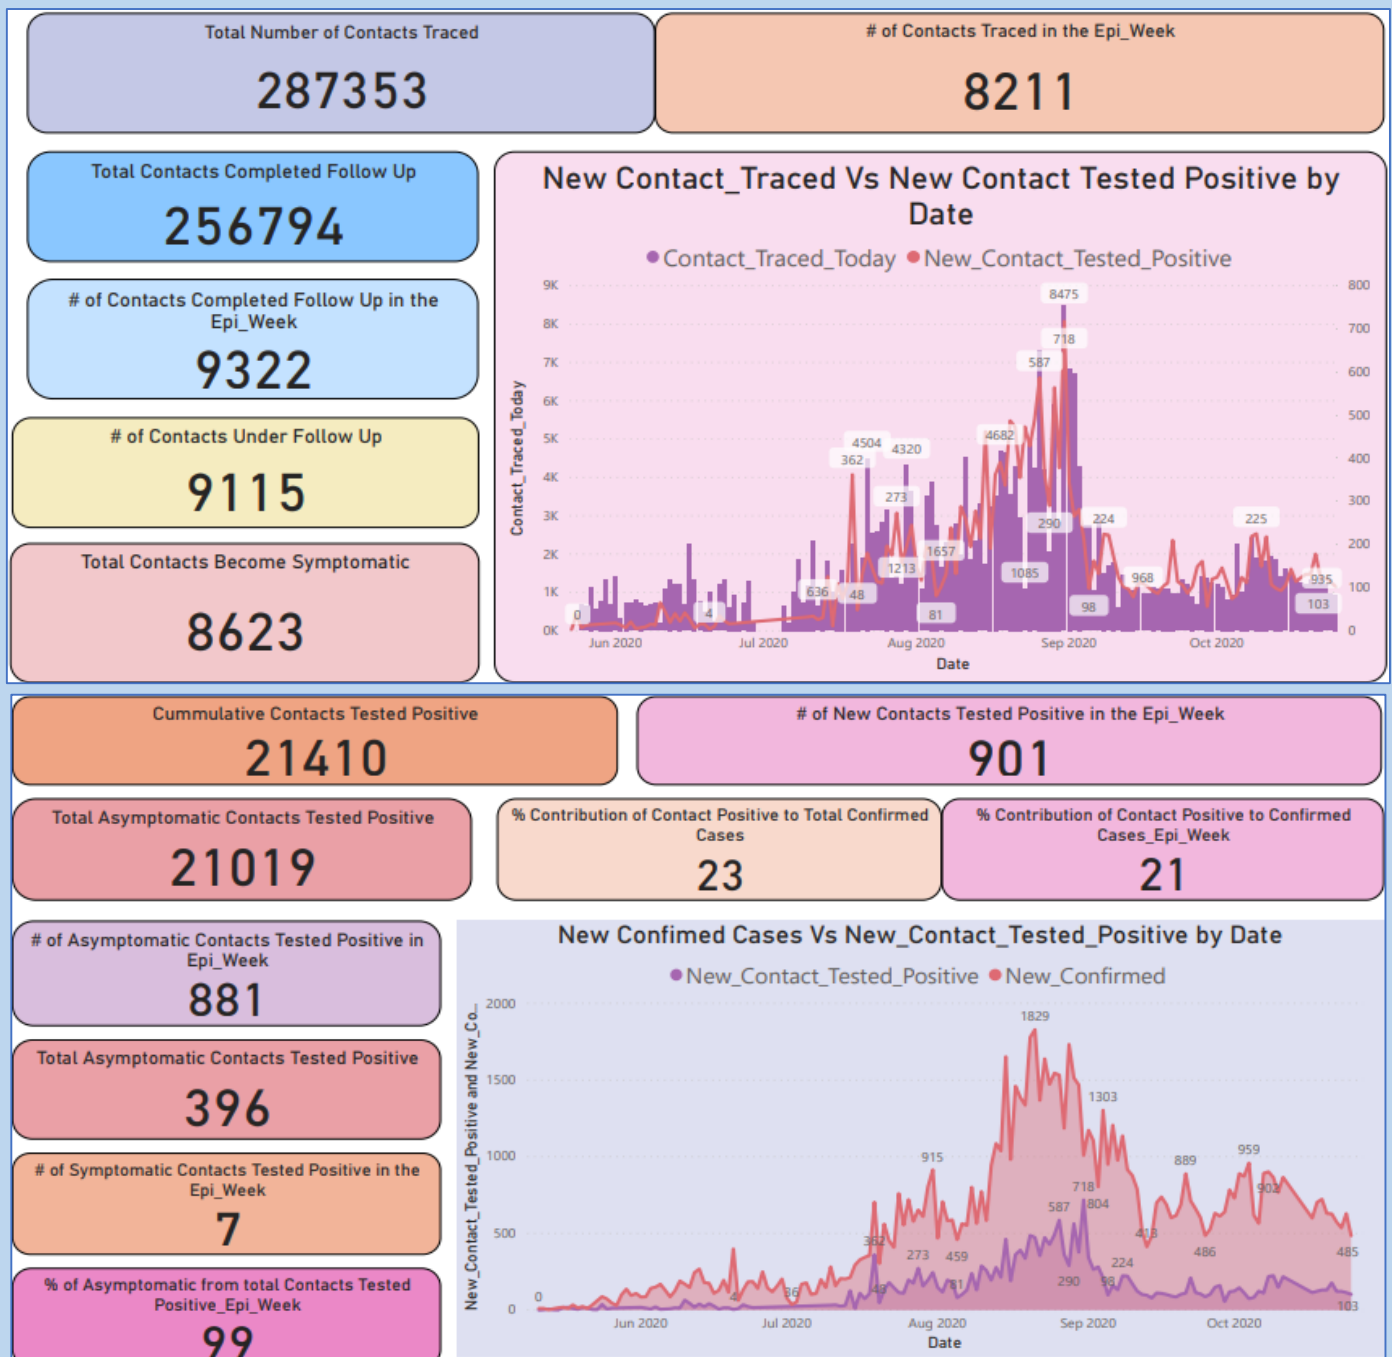 Total Number of Contacts Traced
287353
# of Contacts Traced in the Epi_Week
8211
Total Contacts Completed Follow Up
256794
# of Contacts Completed Follow Up in the
Epi_Week
9322
# of Contacts Under Follow Up
9115
Total Contacts Become Symptomatic
8623
New Contact_Traced Vs New Contact Tested Positive by
Date
Contact_Traced_Today New_Contact_Tested_Positive
Contact_Traced_Today
9K
8K
7K
6K
5K
4K
3K
2K
1K
0K
800
700
600
500
400
300
200
100
0
8475
718
587
4504
4320
4682
362
273
290
224
225
1657
1213
1085
968
935
636
48
4
0
81
98
103
Jun 2020 Jul 2020 Aug 2020 Sep 2020 Oct 2020
Date
Cummulative Contacts Tested Positive
21410
# of New Contacts Tested Positive in the Epi_Week
901
Total Asymptomatic Contacts Tested Positive
21019
% Contribution of Contact Positive to Total Confirmed
Cases
23
% Contribution of Contact Positive to Confirmed
Cases_Epi_Week
21
# of Asymptomatic Contacts Tested Positive in
Epi_Week
881
Total Asymptomatic Contacts Tested Positive
396
# of Symptomatic Contacts Tested Positive in the
Epi_Week
7
% of Asymptomatic from total Contacts Tested
Positive_Epi_Week
99
New Confimed Cases Vs New_Contact_Tested_Positive by Date
New_Contact_Tested_Positive New_Confirmed
New_Contact_Tested_Positive and New_Co...
2000
1500
1000
500
0
1829
1303
915
959
889
902
718
804
587
413
362
273
459
486
485
224
290
98
81
48
36
4
0
103
Jun 2020 Jul 2020 Aug 2020 Sep 2020 Oct 2020
Date